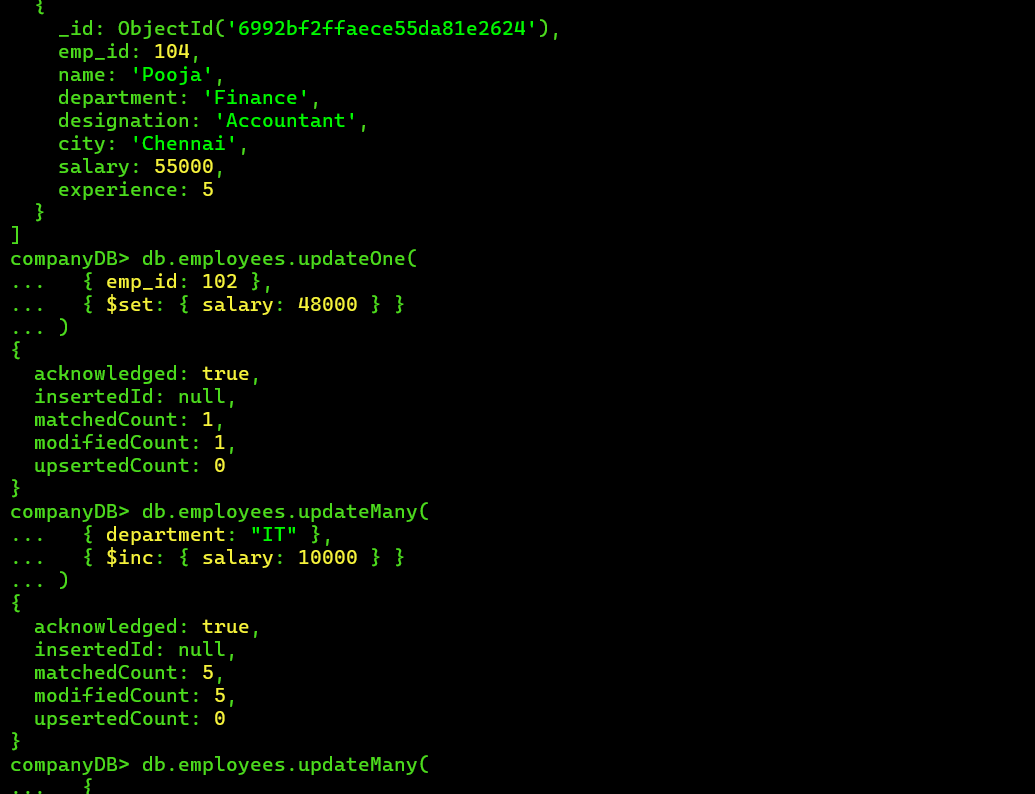 {
    _id: ObjectId('6992bf2ffaece55da81e2624'),
    emp_id: 104,
    name: 'Pooja',
    department: 'Finance',
    designation: 'Accountant',
    city: 'Chennai',
    salary: 55000,
    experience: 5
  }
]
companyDB> db.employees.updateOne(
...   { emp_id: 102 },
...   { $set: { salary: 48000 } }
... )
{
  acknowledged: true,
  insertedId: null,
  matchedCount: 1,
  modifiedCount: 1,
  upsertedCount: 0
}
companyDB> db.employees.updateMany(
...   { department: "IT" },
...   { $inc: { salary: 10000 } }
... )
{
  acknowledged: true,
  insertedId: null,
  matchedCount: 5,
  modifiedCount: 5,
  upsertedCount: 0
}
companyDB> db.employees.updateMany(
...   {